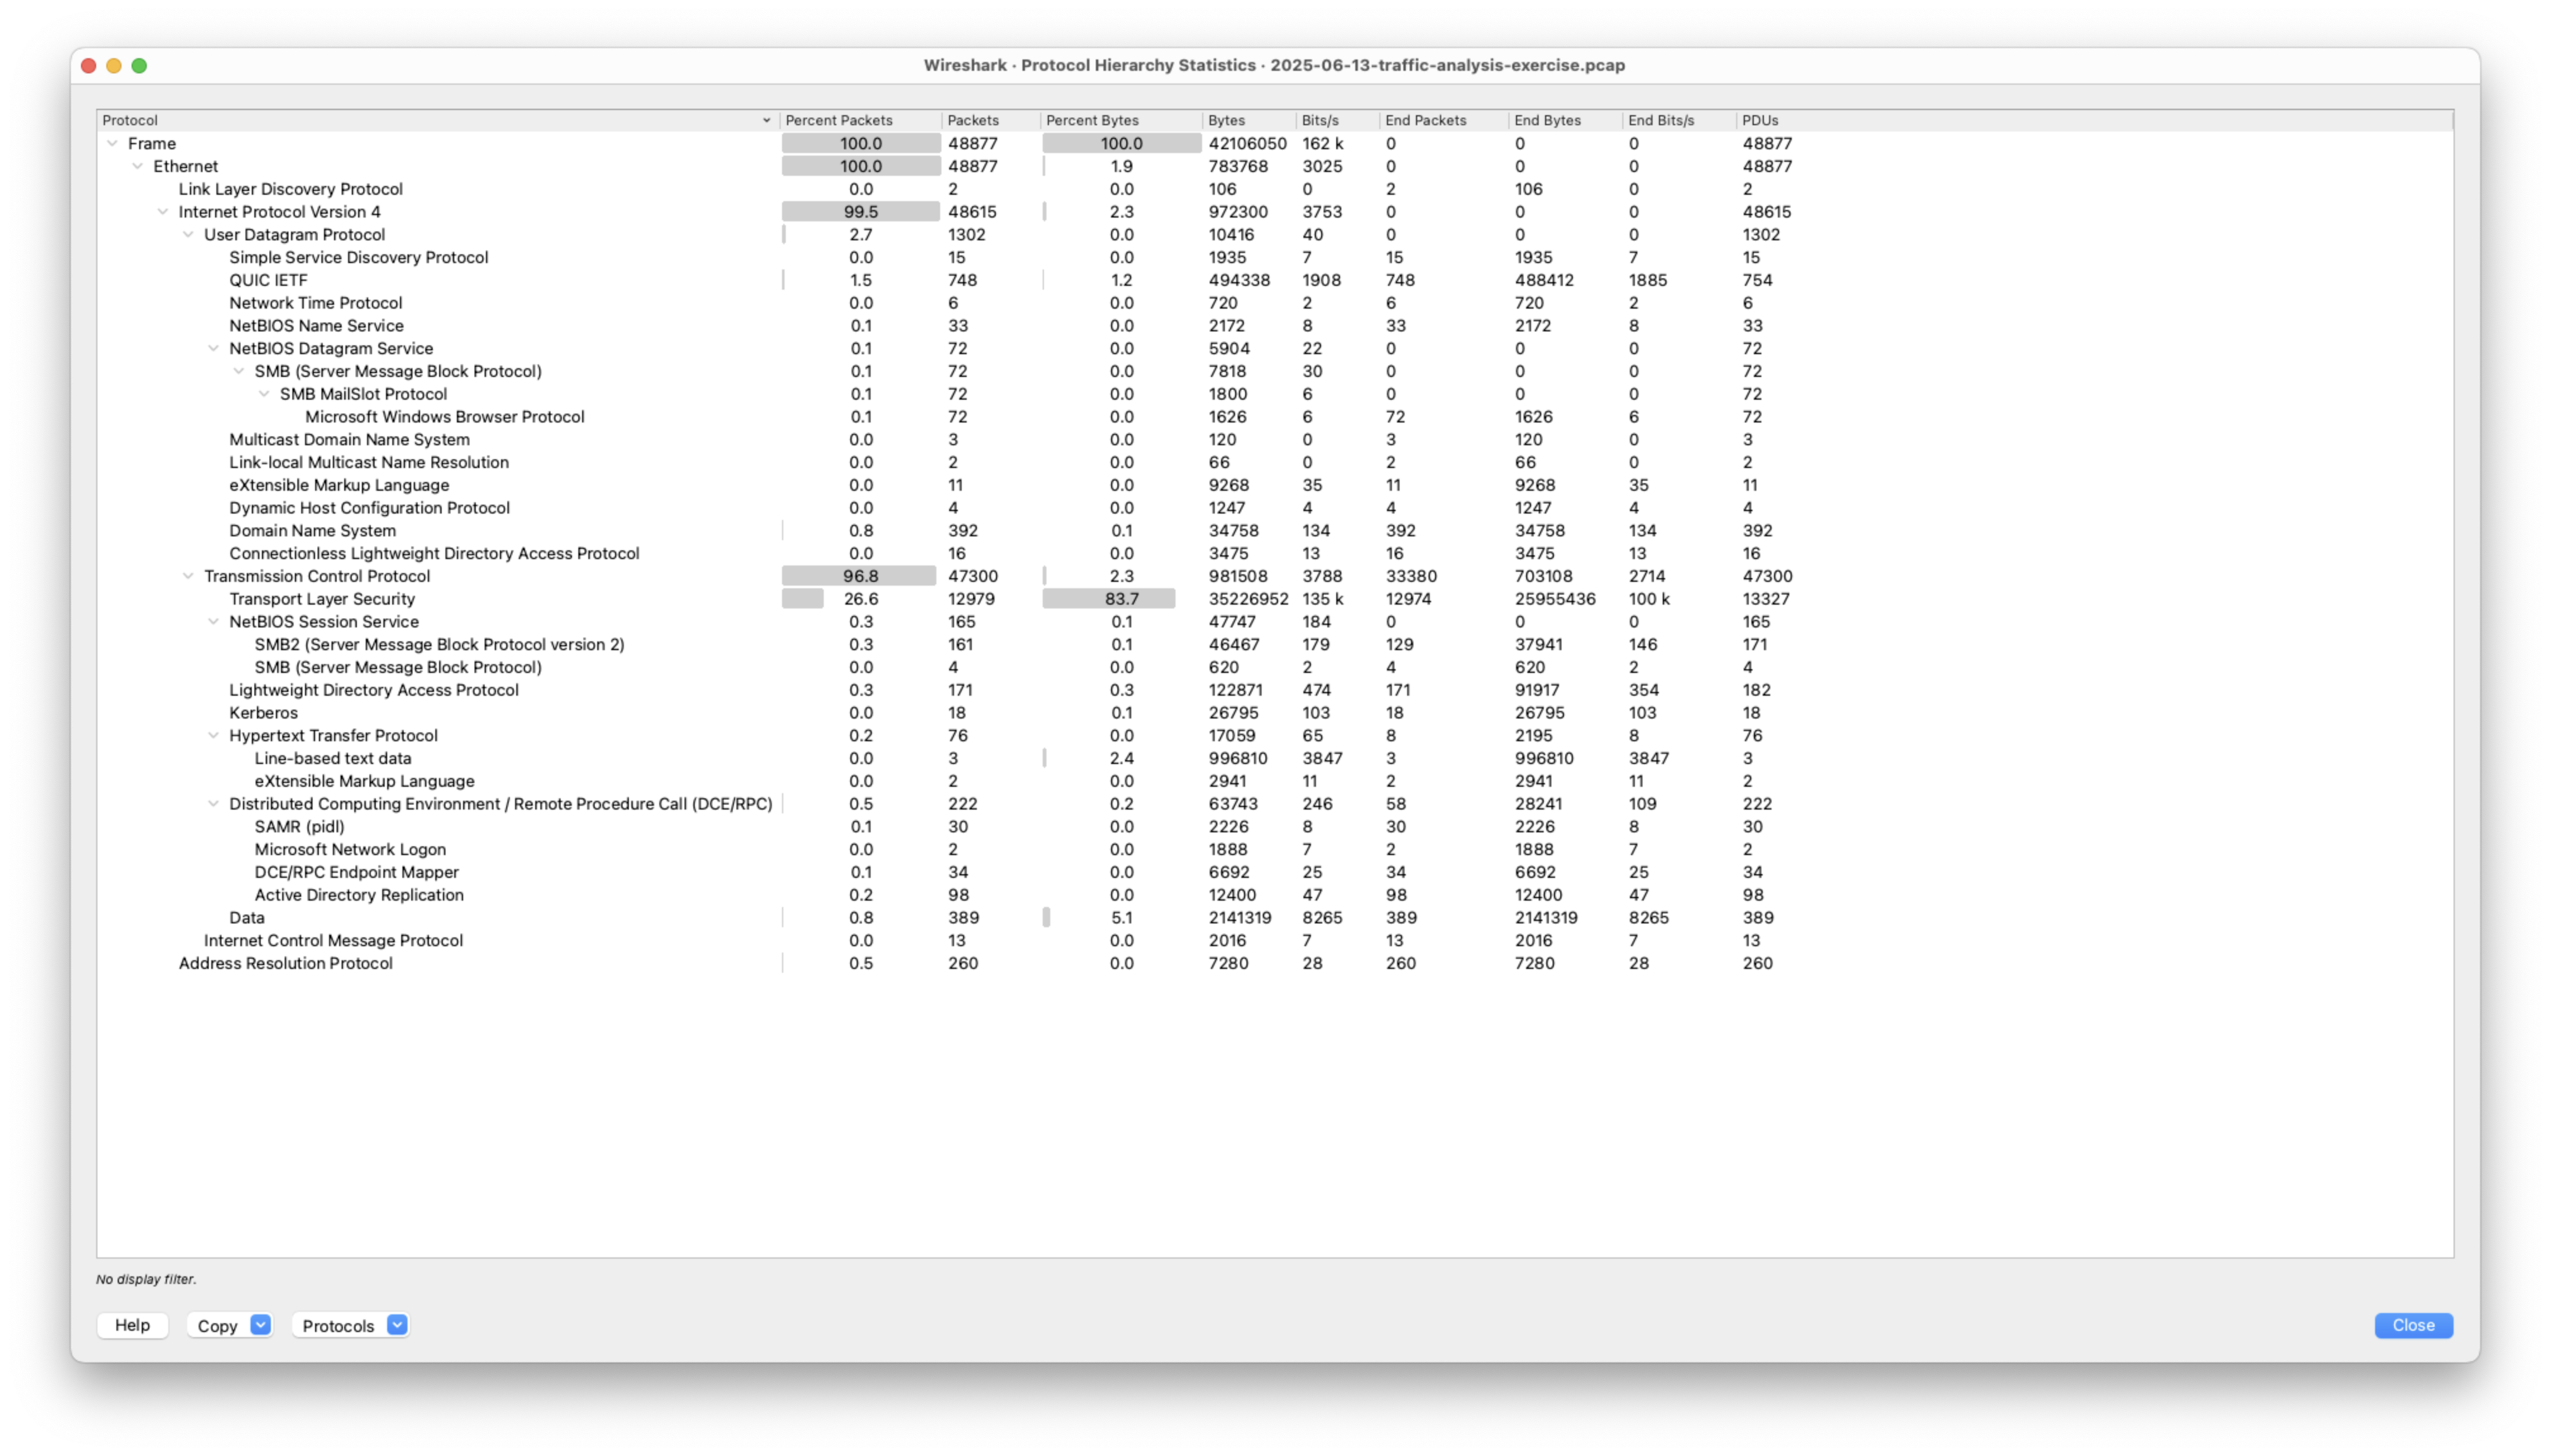 Wireshark · Protocol Hierarchy Statistics · 2025-06-13-traffic-analysis-exercise.pcap
Protocol Percent Packets Packets Percent Bytes Bytes Bits/s End Packets End Bytes End Bits/s PDUs
Frame 100.0 48877 100.0 42106050 162 k 0 0 0 48877
Ethernet 100.0 48877 1.9 783768 3025 0 0 0 48877
Link Layer Discovery Protocol 0.0 2 0.0 106 0 2 106 0 2
Internet Protocol Version 4 99.5 48615 2.3 972300 3753 0 0 0 48615
User Datagram Protocol 2.7 1302 0.0 10416 40 0 0 0 1302
Simple Service Discovery Protocol 0.0 15 0.0 1935 7 15 1935 7 15
QUIC IETF 1.5 748 1.2 494338 1908 748 488412 1885 754
Network Time Protocol 0.0 6 0.0 720 2 6 720 2 6
NetBIOS Name Service 0.1 33 0.0 2172 8 33 2172 8 33
NetBIOS Datagram Service 0.1 72 0.0 5904 22 0 0 0 72
SMB (Server Message Block Protocol) 0.1 72 0.0 7818 30 0 0 0 72
SMB MailSlot Protocol 0.1 72 0.0 1800 6 0 0 0 72
Microsoft Windows Browser Protocol 0.1 72 0.0 1626 6 72 1626 6 72
Multicast Domain Name System 0.0 3 0.0 120 0 3 120 0 3
Link-local Multicast Name Resolution 0.0 2 0.0 66 0 2 66 0 2
eXtensible Markup Language 0.0 11 0.0 9268 35 11 9268 35 11
Dynamic Host Configuration Protocol 0.0 4 0.0 1247 4 4 1247 4 4
Domain Name System 0.8 392 0.1 34758 134 392 34758 134 392
Connectionless Lightweight Directory Access Protocol 0.0 16 0.0 3475 13 16 3475 13 16
Transmission Control Protocol 96.8 47300 2.3 981508 3788 33380 703108 2714 47300
Transport Layer Security 26.6 12979 83.7 35226952 135 k 12974 25955436 100 k 13327
NetBIOS Session Service 0.3 165 0.1 47747 184 0 0 0 165
SMB2 (Server Message Block Protocol version 2) 0.3 161 0.1 46467 179 129 37941 146 171
SMB (Server Message Block Protocol) 0.0 4 0.0 620 2 4 620 2 4
Lightweight Directory Access Protocol 0.3 171 0.3 122871 474 171 91917 354 182
Kerberos 0.0 18 0.1 26795 103 18 26795 103 18
Hypertext Transfer Protocol 0.2 76 0.0 17059 65 8 2195 8 76
Line-based text data 0.0 3 2.4 996810 3847 3 996810 3847 3
eXtensible Markup Language 0.0 2 0.0 2941 11 2 2941 11 2
Distributed Computing Environment / Remote Procedure Call (DCE/RPC) 0.5 222 0.2 63743 246 58 28241 109 222
SAMR (pidl) 0.1 30 0.0 2226 8 30 2226 8 30
Microsoft Network Logon 0.0 2 0.0 1888 7 2 1888 7 2
DCE/RPC Endpoint Mapper 0.1 34 0.0 6692 25 34 6692 25 34
Active Directory Replication 0.2 98 0.0 12400 47 98 12400 47 98
Data 0.8 389 5.1 2141319 8265 389 2141319 8265 389
Internet Control Message Protocol 0.0 13 0.0 2016 7 13 2016 7 13
Address Resolution Protocol 0.5 260 0.0 7280 28 260 7280 28 260
No display filter.
Help Copy Protocols Close